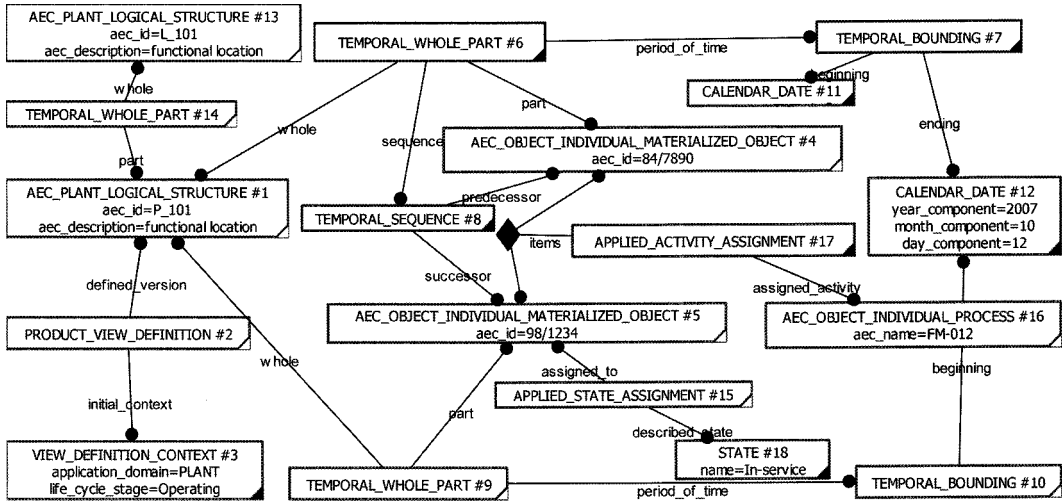 AEC_PLANT_LOGICAL_STRUCTURE #13
aec_id=L_101
aec_description=functional location
TEMPORAL_WHOLE_PART #6
period_of_time
TEMPORAL_BOUNDING #7
beginning
CALENDAR_DATE #11
whole
TEMPORAL_WHOLE_PART #14
part
whole
sequence
part
ending
AEC_OBJECT_INDIVIDUAL_MATERIALIZED_OBJECT #4
aec_id=84/7890
AEC_PLANT_LOGICAL_STRUCTURE #1
aec_id=P_101
aec_description=functional location
predecessor
TEMPORAL_SEQUENCE #8
CALENDAR_DATE #12
year_component=2007
month_component=10
day_component=12
items
APPLIED_ACTIVITY_ASSIGNMENT #17
defined_version
successor
assigned_activity
AEC_OBJECT_INDIVIDUAL_MATERIALIZED_OBJECT #5
aec_id=98/1234
AEC_OBJECT_INDIVIDUAL_PROCESS #16
aec_name=FM-012
PRODUCT_VIEW_DEFINITION #2
whole
assigned_to
beginning
APPLIED_STATE_ASSIGNMENT #15
initial_context
part
described_state
VIEW_DEFINITION_CONTEXT #3
application_domain=PLANT
life_cycle_stage=Operating
STATE #18
name=In-service
TEMPORAL_WHOLE_PART #9
period_of_time
TEMPORAL_BOUNDING #10